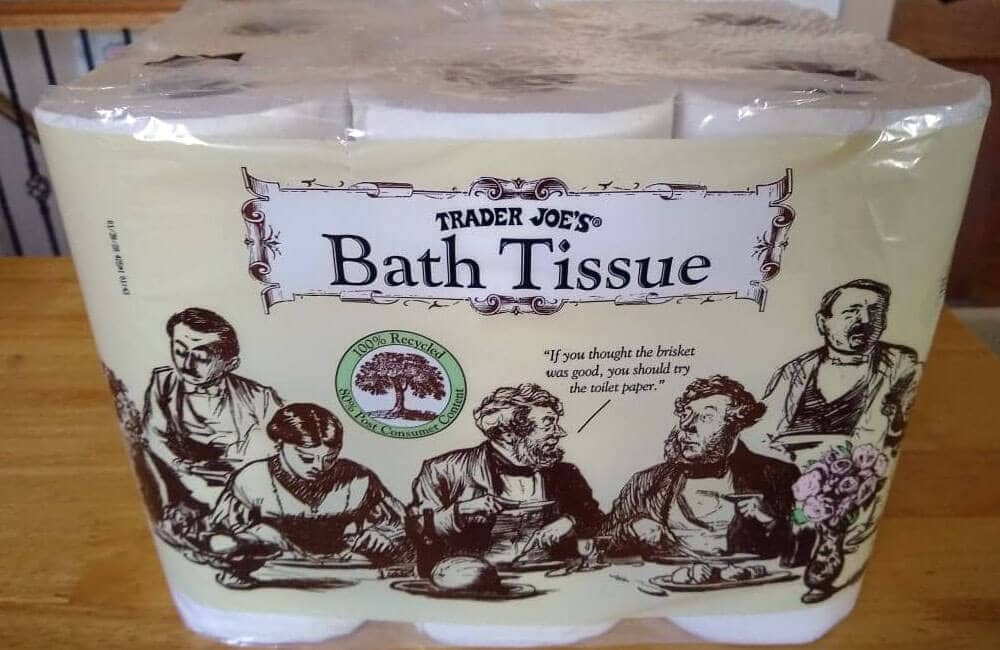 TRADER JOE'S®
Bath Tissue
100% Recycled
80% Post Consumer Content
"If you thought the brisket
was good, you should try
the toilet paper."